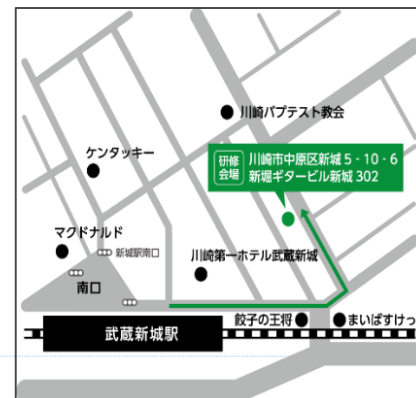 川崎バプテスト教会
ケンタッキー
研修
会場
川崎市中原区新城 5 - 10 - 6
新堀ギタービル新城 302
マクドナルド
新城駅南口
川崎第一ホテル武蔵新城
南口
餃子の王将
まいばすけっ
武蔵新城駅